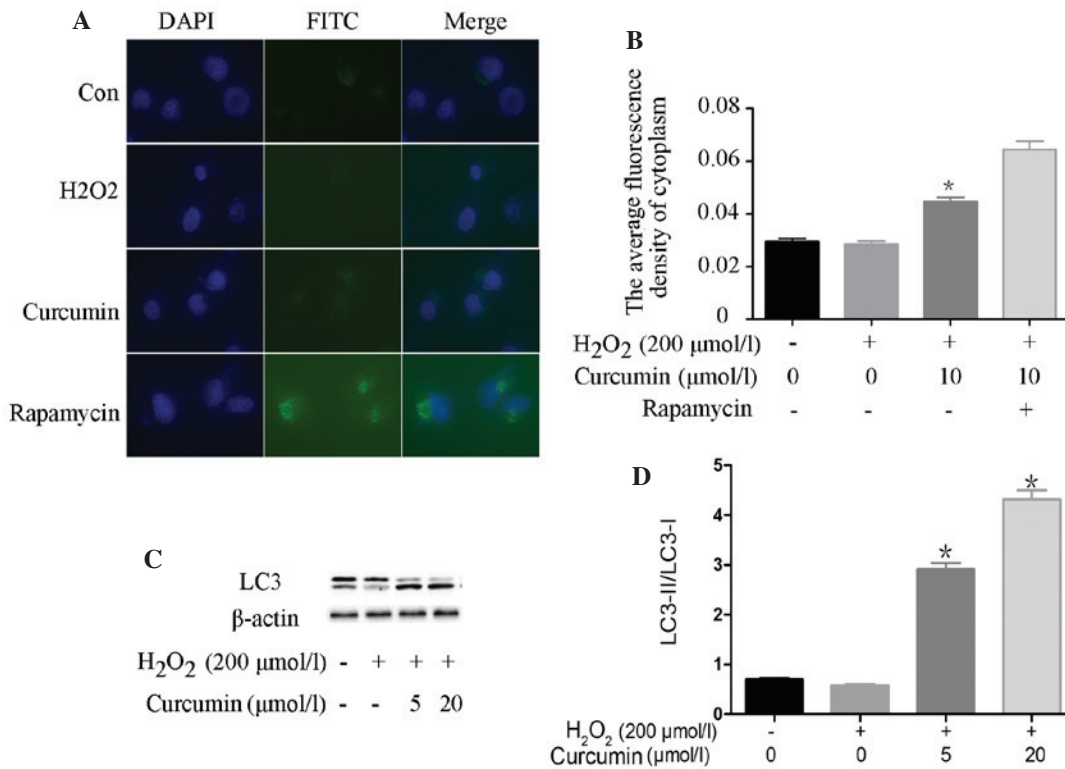 A
DAPI FITC Merge
Con
H2O2
Curcumin
Rapamycin
B
The average fluorescence
density of cytoplasm
0.08
0.06
0.04
0.02
0
*
H₂O₂ (200 μmol/l) - + + +
Curcumin (μmol/l) 0 0 10 10
Rapamycin - - - +
C
LC3
β-actin
H₂O₂ (200 μmol/l) - + + +
Curcumin (μmol/l) - - 5 20
D
LC3-II/LC3-I
5
4
3
2
1
0
*
*
H₂O₂ (200 μmol/l) - + + +
Curcumin (μmol/l) 0 0 5 20